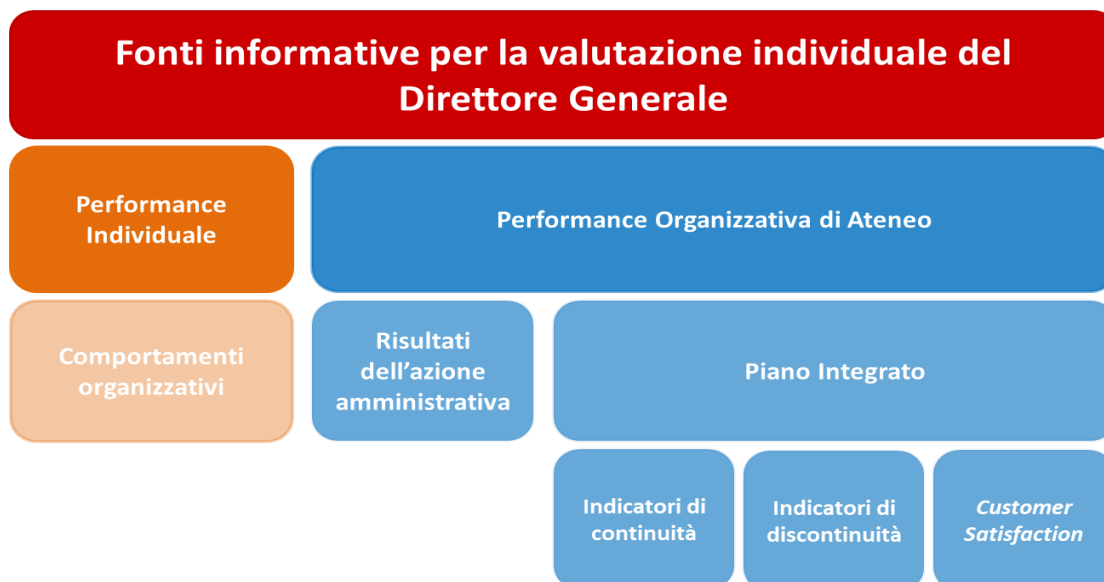 Fonti informative per la valutazione individuale del
Direttore Generale
Performance
Individuale
Performance Organizzativa di Ateneo
Comportamenti
organizzativi
Risultati
dell’azione
amministrativa
Piano Integrato
Indicatori di
continuità
Indicatori di
discontinuità
Customer
Satisfaction